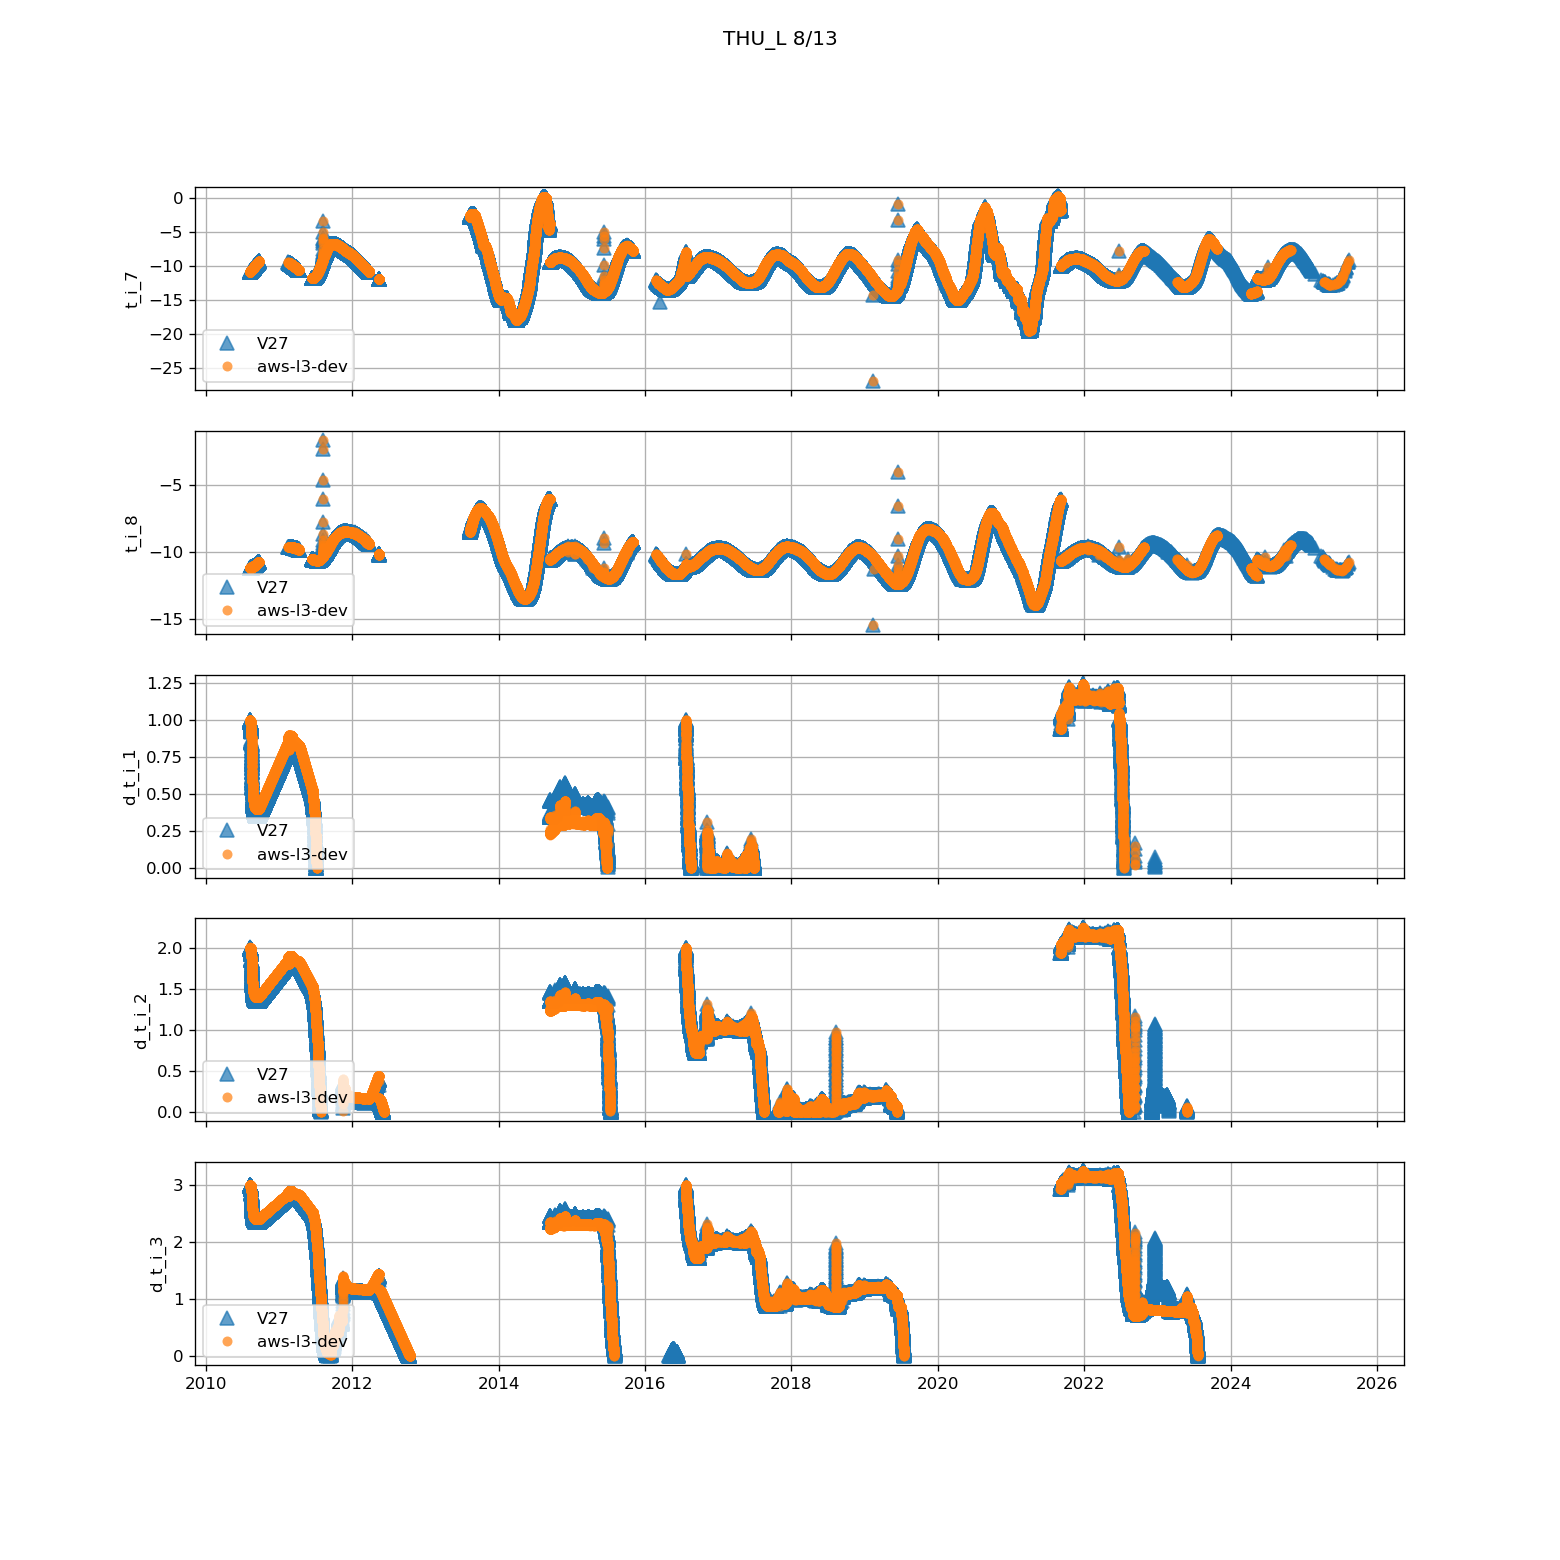 THU_L 8/13
t_i_7
0
−5
−10
−15
−20
−25
V27
aws-l3-dev
t_i_8
−5
−10
−15
V27
aws-l3-dev
d_t_i_1
1.25
1.00
0.75
0.50
0.25
0.00
V27
aws-l3-dev
d_t_i_2
2.0
1.5
1.0
0.5
0.0
V27
aws-l3-dev
d_t_i_3
3
2
1
0
V27
aws-l3-dev
2010 2012 2014 2016 2018 2020 2022 2024 2026